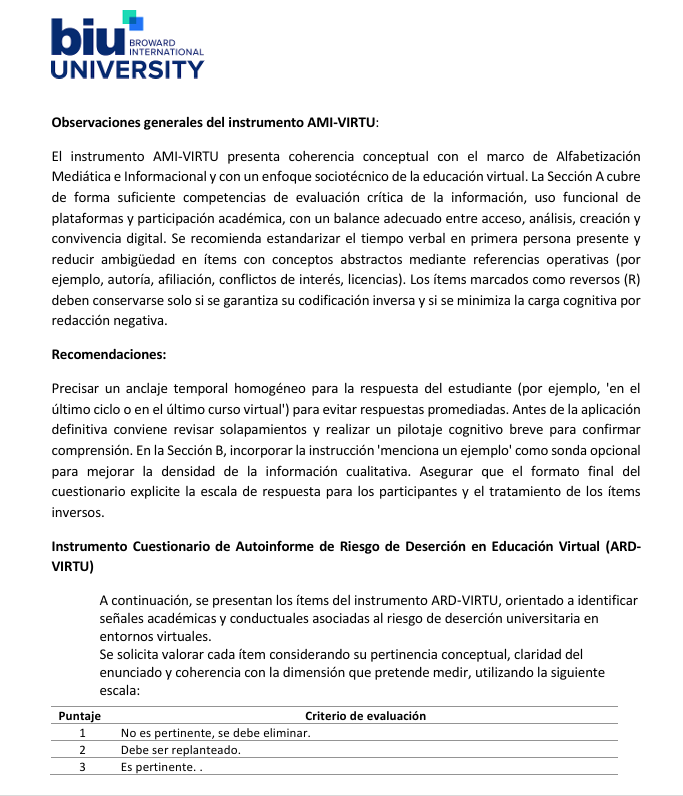 biu BROWARD
INTERNATIONAL
UNIVERSITY
Observaciones generales del instrumento AMI-VIRTU:
El instrumento AMI-VIRTU presenta coherencia conceptual con el marco de Alfabetización
Mediática e Informacional y con un enfoque sociotécnico de la educación virtual. La Sección A cubre
de forma suficiente competencias de evaluación crítica de la información, uso funcional de
plataformas y participación académica, con un balance adecuado entre acceso, análisis, creación y
convivencia digital. Se recomienda estandarizar el tiempo verbal en primera persona presente y
reducir ambigüedad en ítems con conceptos abstractos mediante referencias operativas (por
ejemplo, autoría, afiliación, conflictos de interés, licencias). Los ítems marcados como reversos (R)
deben conservarse solo si se garantiza su codificación inversa y si se minimiza la carga cognitiva por
redacción negativa.
Recomendaciones:
Precisar un anclaje temporal homogéneo para la respuesta del estudiante (por ejemplo, 'en el
último ciclo o en el último curso virtual') para evitar respuestas promediadas. Antes de la aplicación
definitiva conviene revisar solapamientos y realizar un pilotaje cognitivo breve para confirmar
comprensión. En la Sección B, incorporar la instrucción 'menciona un ejemplo' como sonda opcional
para mejorar la densidad de la información cualitativa. Asegurar que el formato final del
cuestionario explicite la escala de respuesta para los participantes y el tratamiento de los ítems
inversos.
Instrumento Cuestionario de Autoinforme de Riesgo de Deserción en Educación Virtual (ARD-
VIRTU)
A continuación, se presentan los ítems del instrumento ARD-VIRTU, orientado a identificar
señales académicas y conductuales asociadas al riesgo de deserción universitaria en
entornos virtuales.
Se solicita valorar cada ítem considerando su pertinencia conceptual, claridad del
enunciado y coherencia con la dimensión que pretende medir, utilizando la siguiente
escala:
Puntaje Criterio de evaluación
1 No es pertinente, se debe eliminar.
2 Debe ser replanteado.
3 Es pertinente. .